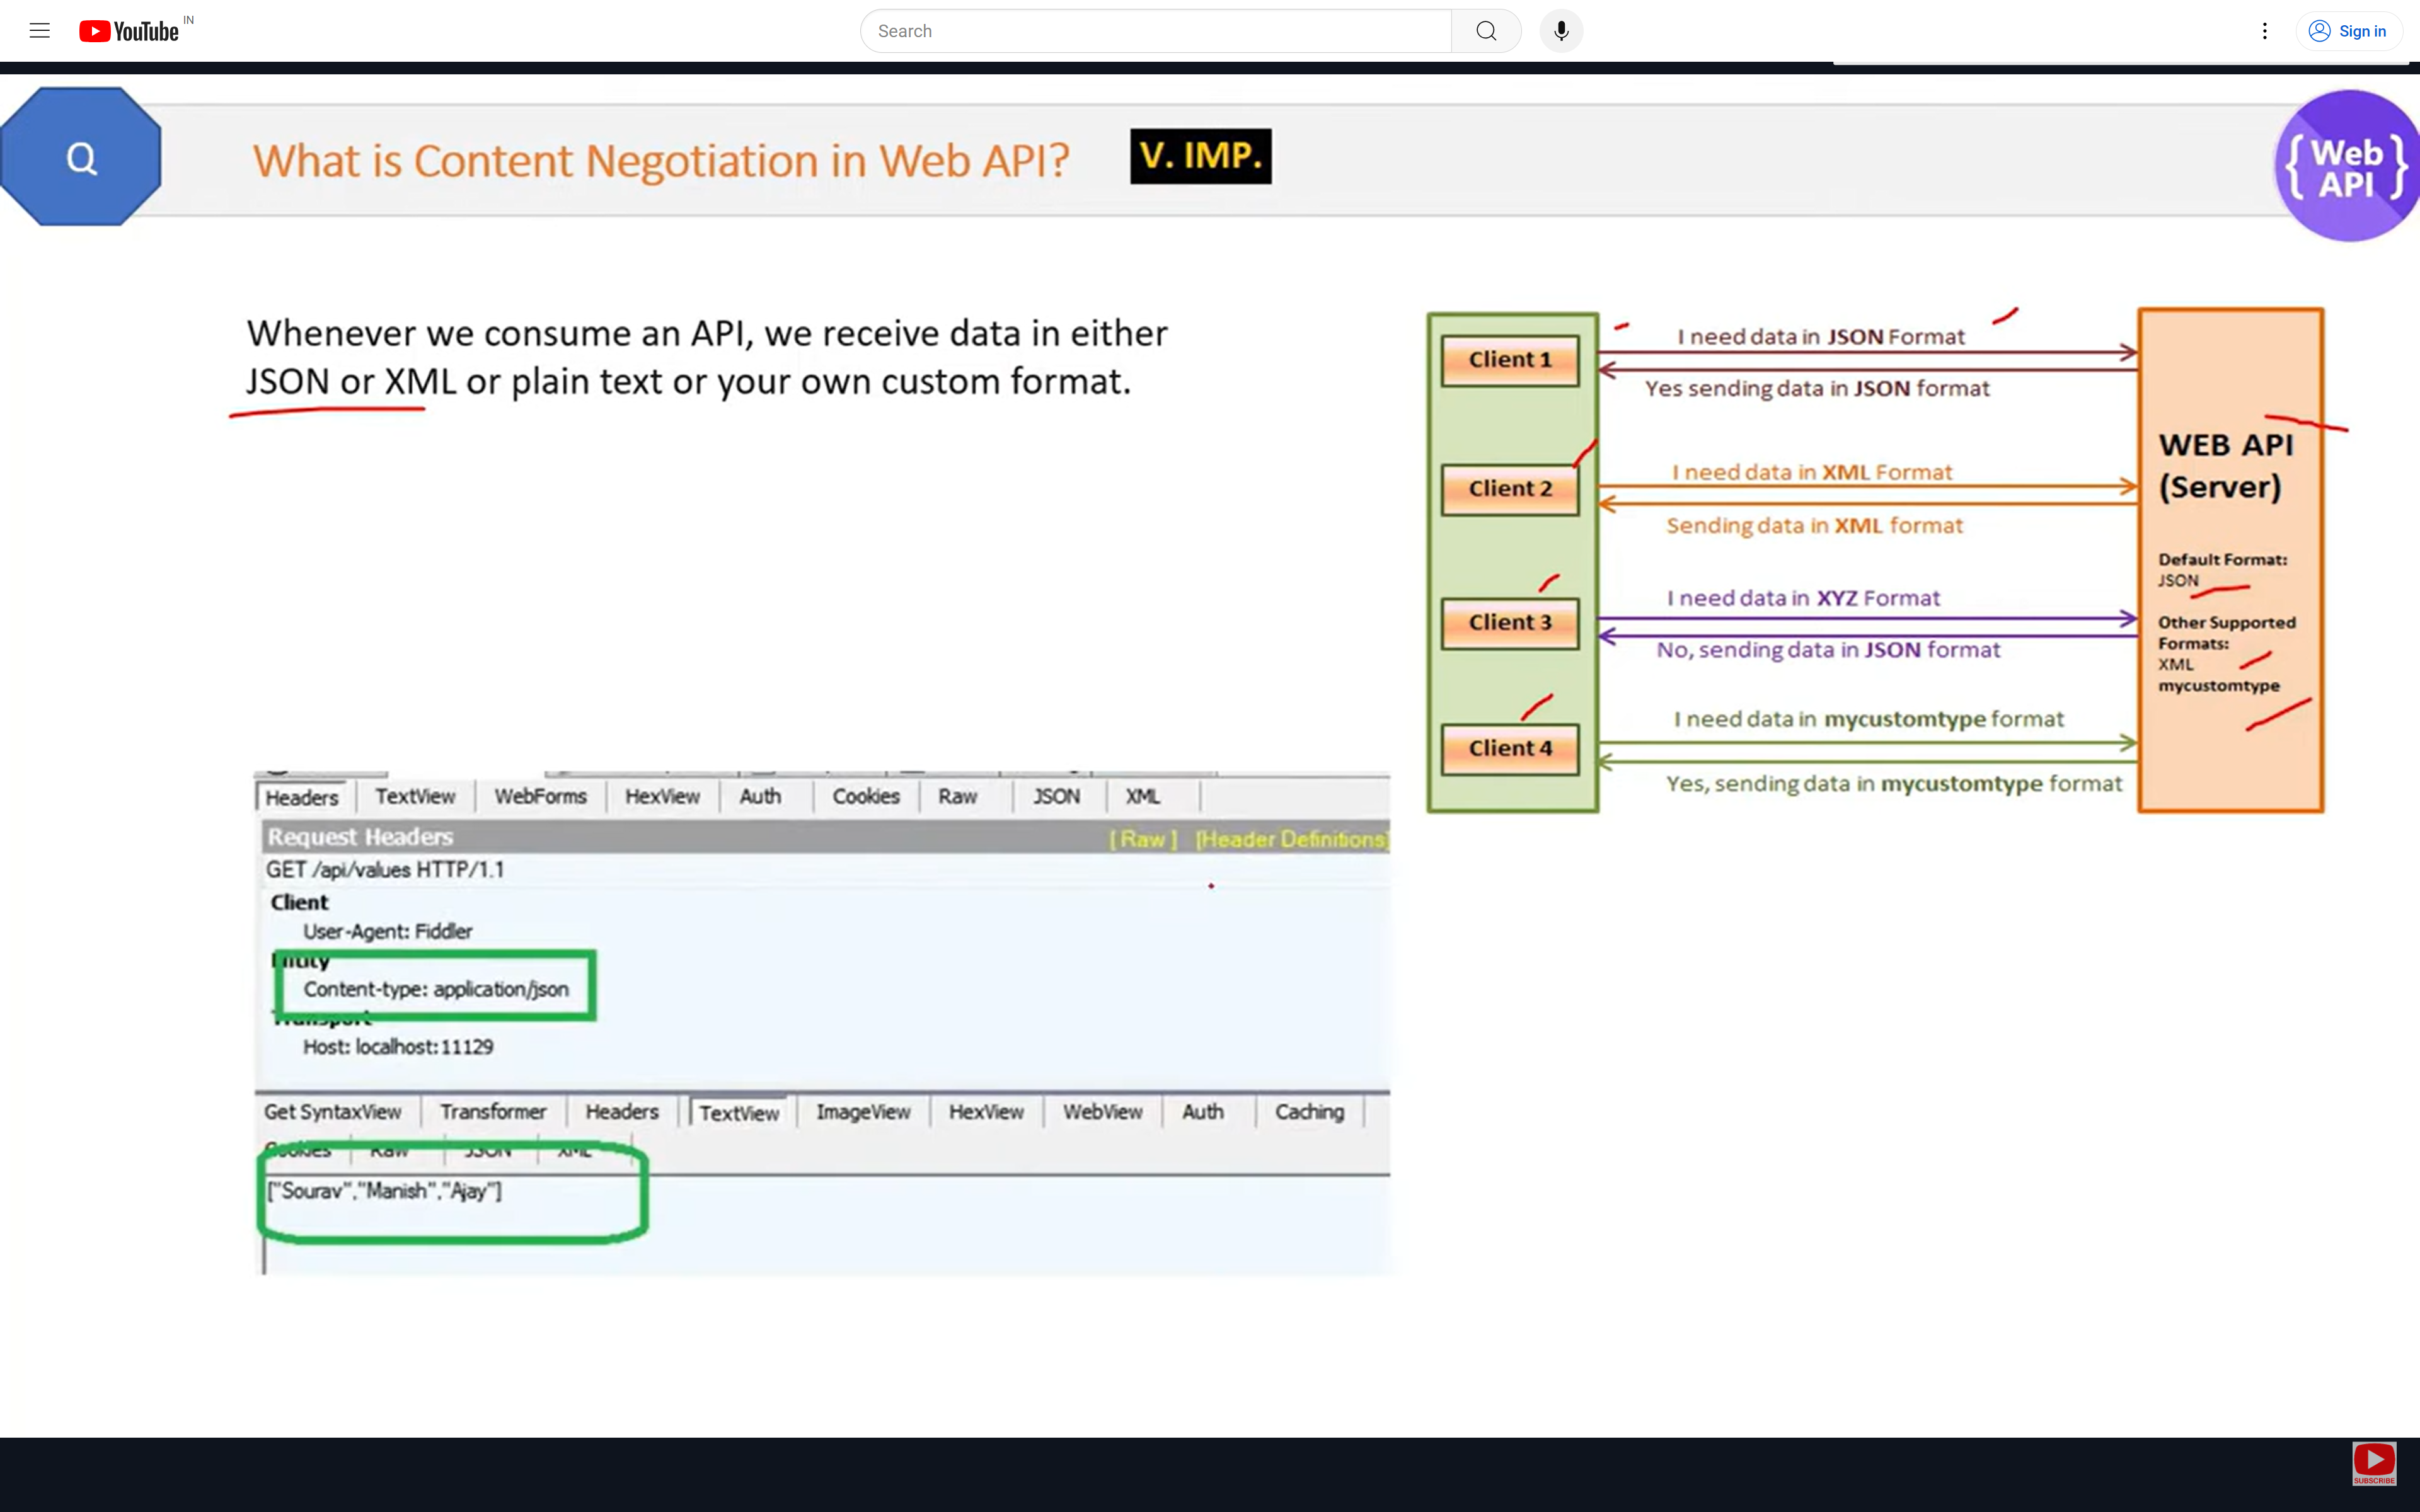 YouTube IN
Search
Sign in
Q
What is Content Negotiation in Web API?
V. IMP.
{ Web API }
Whenever we consume an API, we receive data in either
JSON or XML or plain text or your own custom format.
Client 1
I need data in JSON Format
Yes sending data in JSON format
Client 2
I need data in XML Format
Sending data in XML format
Client 3
I need data in XYZ Format
No, sending data in JSON format
Client 4
I need data in mycustomtype format
Yes, sending data in mycustomtype format
WEB API
(Server)
Default Format:
JSON
Other Supported
Formats:
XML
mycustomtype
Headers TextView WebForms HexView Auth Cookies Raw JSON XML
Request Headers [ Raw ] [Header Definitions]
GET /api/values HTTP/1.1
Client
User-Agent: Fiddler
Entity
Content-type: application/json
Transport
Host: localhost:11129
Get SyntaxView Transformer Headers TextView ImageView HexView WebView Auth Caching
Cookies Raw JSON XML
["Sourav","Manish","Ajay"]
SUBSCRIBE